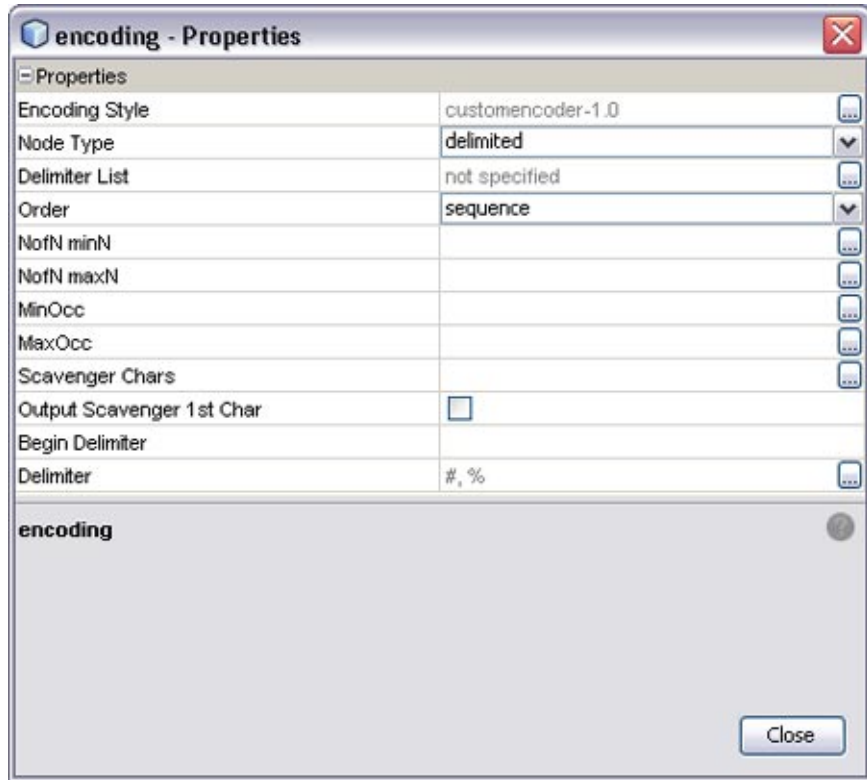 encoding - Properties
Properties
Encoding Style customencoder-1.0 ...
Node Type delimited
Delimiter List not specified ...
Order sequence
NofN minN ...
NofN maxN ...
MinOcc ...
MaxOcc ...
Scavenger Chars ...
Output Scavenger 1st Char
Begin Delimiter
Delimiter #, % ...
encoding ?
Close